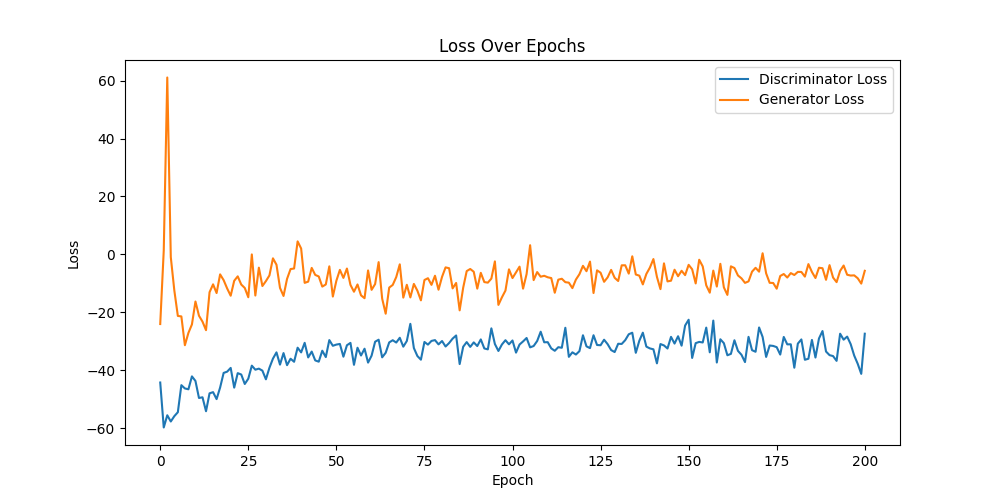 Loss Over Epochs
Discriminator Loss
Generator Loss
60
40
20
0
−20
−40
−60
Loss
0 25 50 75 100 125 150 175 200
Epoch